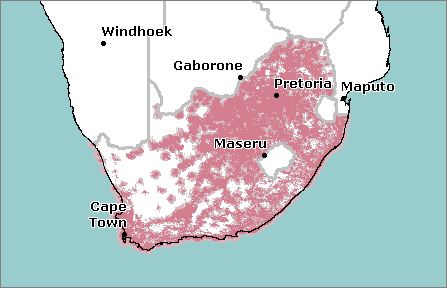 Windhoek
Gaborone
Pretoria
Maputo
Maseru
Cape
Town